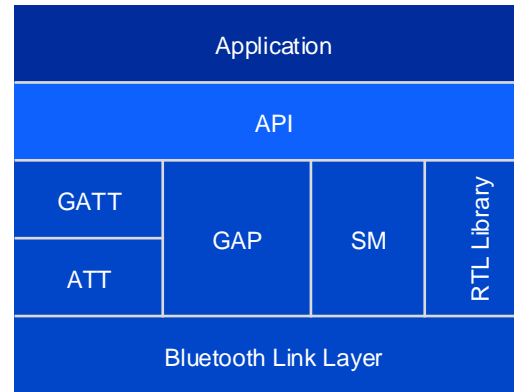 Application
API
GATT
GAP
SM
RTL Library
ATT
Bluetooth Link Layer